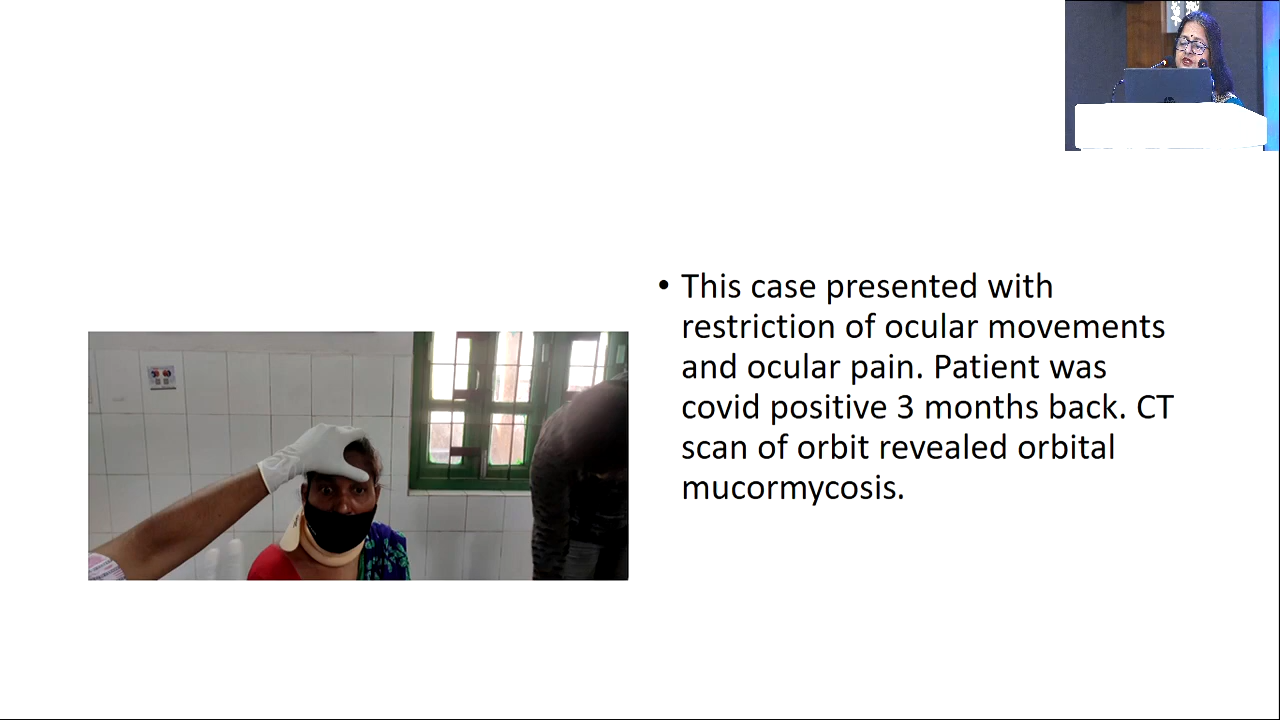 • This case presented with
restriction of ocular movements
and ocular pain. Patient was
covid positive 3 months back. CT
scan of orbit revealed orbital
mucormycosis.